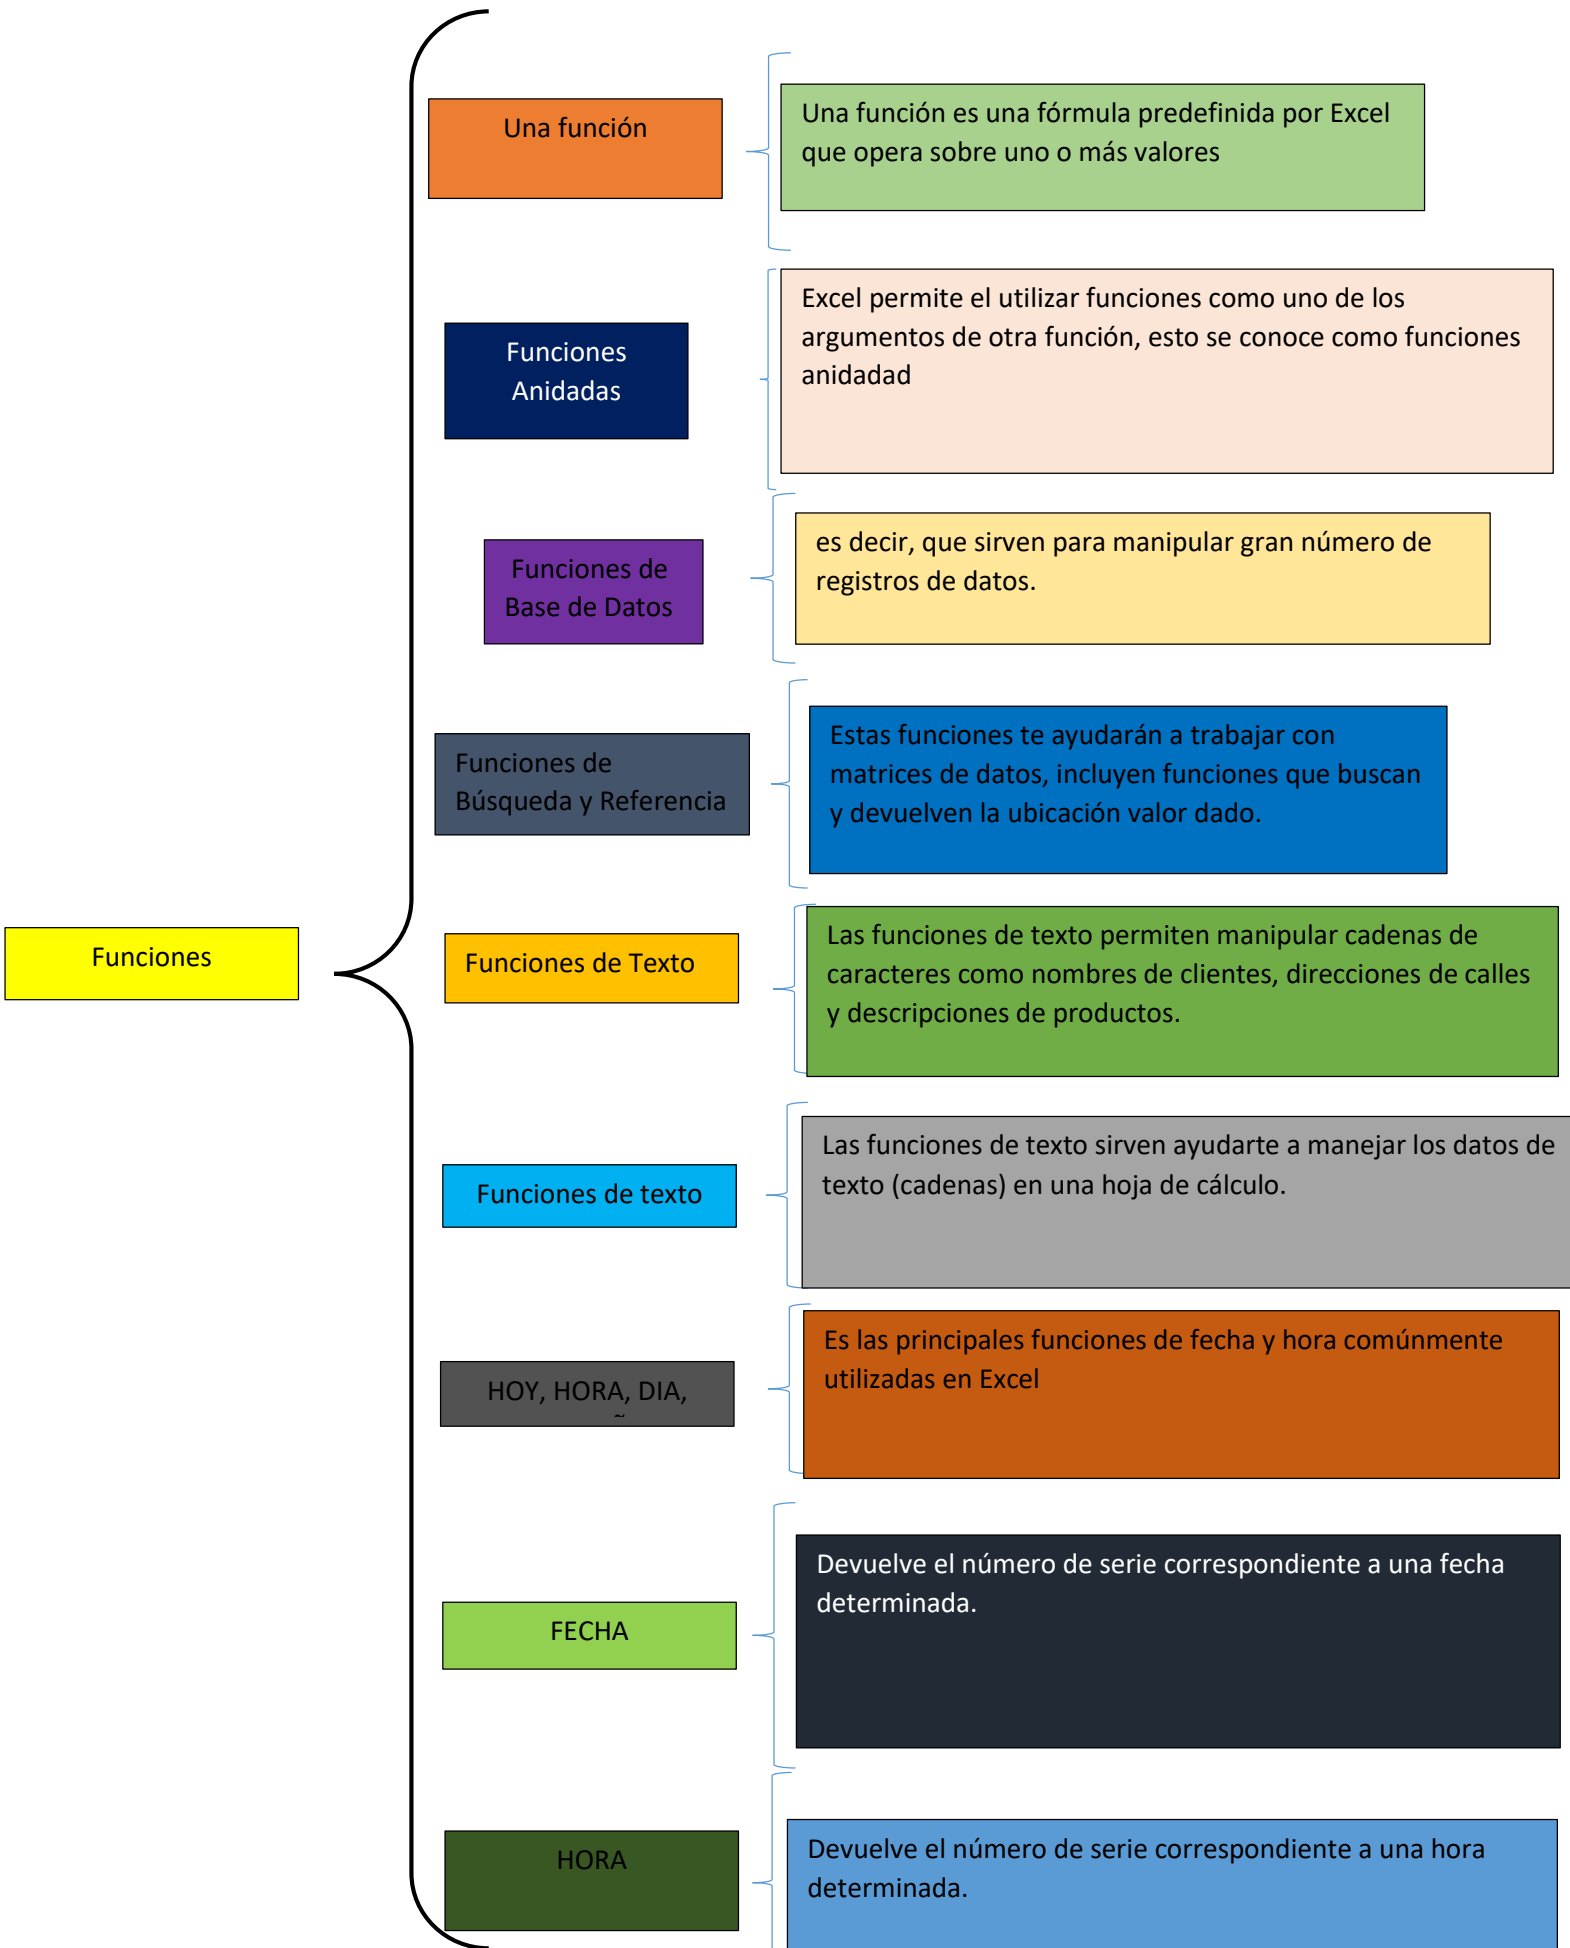 Una función
Una función es una fórmula predefinida por Excel
que opera sobre uno o más valores
Funciones
Anidadas
Excel permite el utilizar funciones como uno de los
argumentos de otra función, esto se conoce como funciones
anidadad
Funciones de
Base de Datos
es decir, que sirven para manipular gran número de
registros de datos.
Funciones de
Búsqueda y Referencia
Estas funciones te ayudarán a trabajar con
matrices de datos, incluyen funciones que buscan
y devuelven la ubicación valor dado.
Funciones
Funciones de Texto
Las funciones de texto permiten manipular cadenas de
caracteres como nombres de clientes, direcciones de calles
y descripciones de productos.
Funciones de texto
Las funciones de texto sirven ayudarte a manejar los datos de
texto (cadenas) en una hoja de cálculo.
HOY, HORA, DIA,
Es las principales funciones de fecha y hora comúnmente
utilizadas en Excel
FECHA
Devuelve el número de serie correspondiente a una fecha
determinada.
HORA
Devuelve el número de serie correspondiente a una hora
determinada.